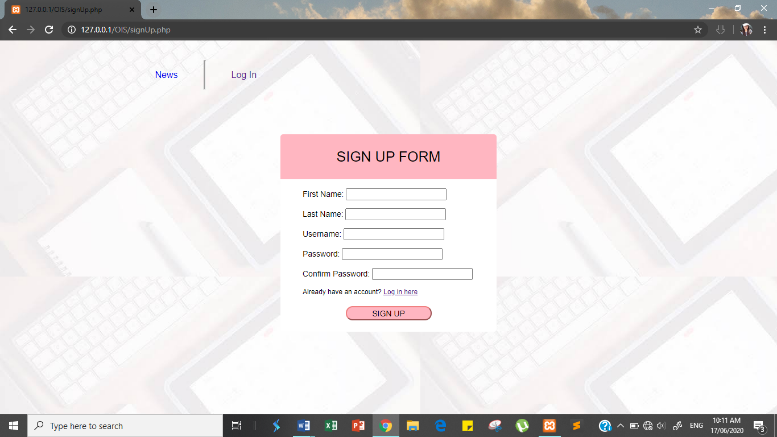 127.0.0.1/OIS/signUp.php
127.0.0.1/OIS/signUp.php
News
Log In
SIGN UP FORM
First Name:
Last Name:
Username:
Password:
Confirm Password:
Already have an account? Log in here
SIGN UP
Type here to search
ENG
10:11 AM
17/06/2020
3